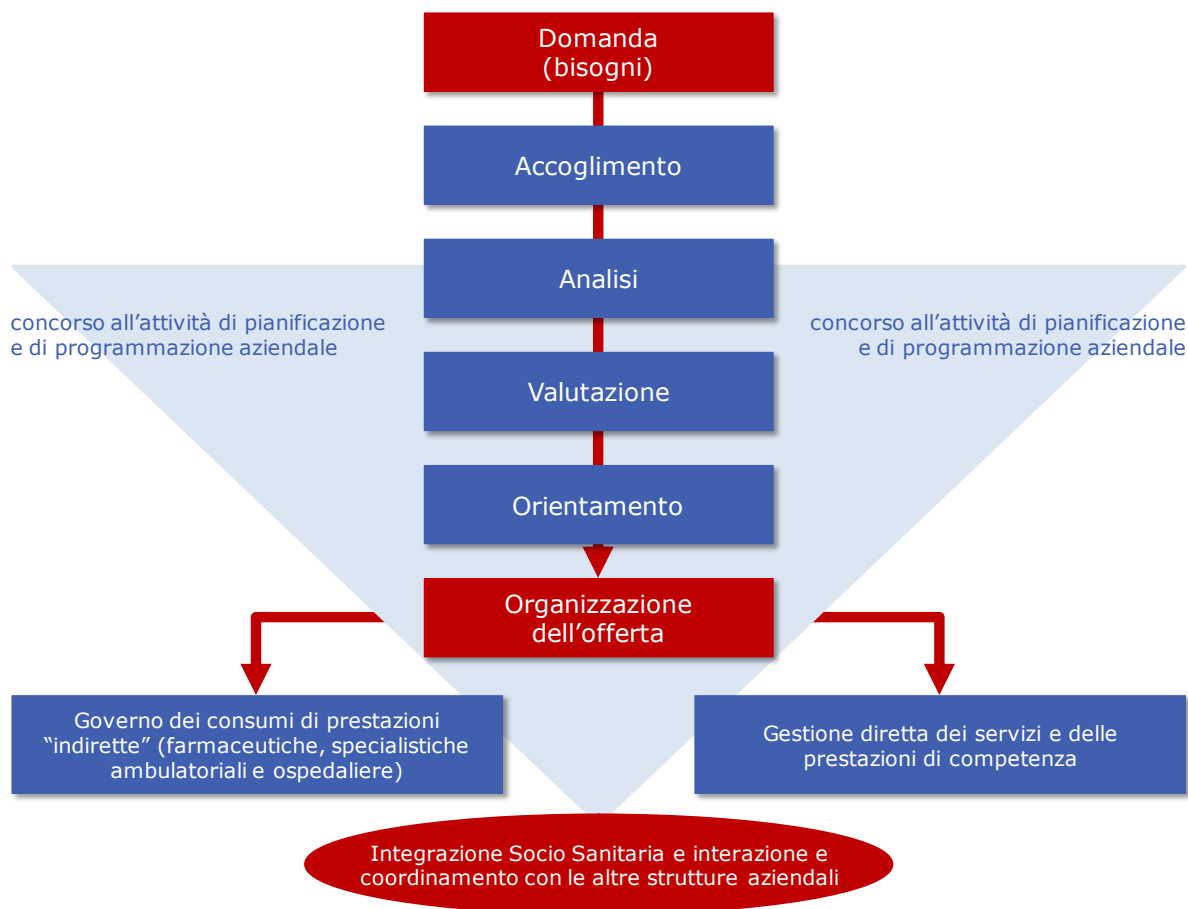 Domanda
(bisogni)
Accoglimento
Analisi
concorso all’attività di pianificazione
e di programmazione aziendale
concorso all’attività di pianificazione
e di programmazione aziendale
Valutazione
Orientamento
Organizzazione
dell’offerta
Governo dei consumi di prestazioni
“indirette” (farmaceutiche, specialistiche
ambulatoriali e ospedaliere)
Gestione diretta dei servizi e delle
prestazioni di competenza
Integrazione Socio Sanitaria e interazione e
coordinamento con le altre strutture aziendali